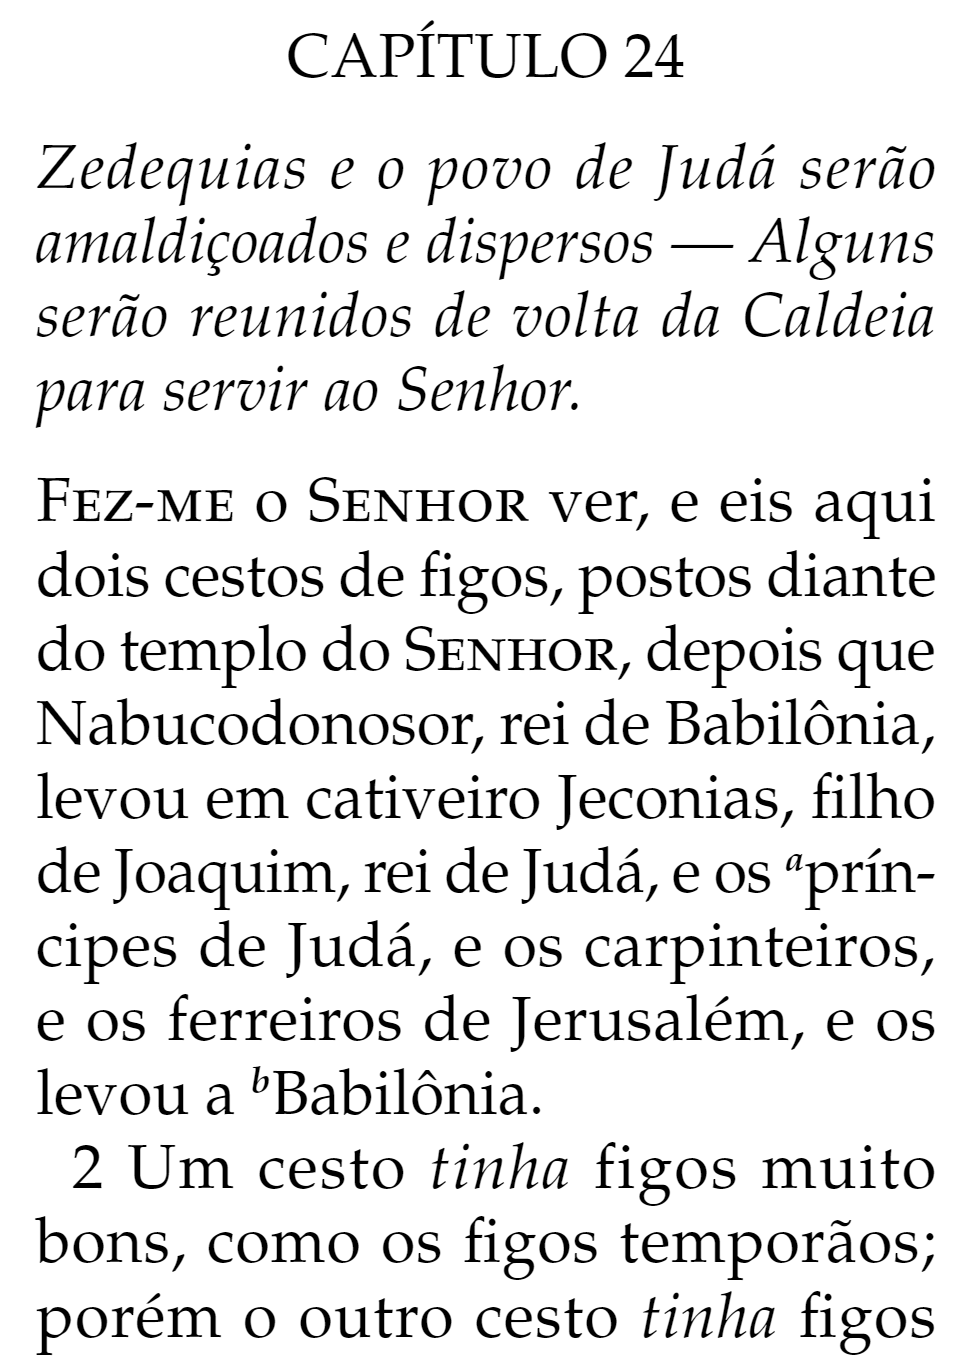 CAPÍTULO 24
Zedequias e o povo de Judá serão
amaldiçoados e dispersos — Alguns
serão reunidos de volta da Caldeia
para servir ao Senhor.
FEZ-ME O SENHOR ver, e eis aqui
dois cestos de figos, postos diante
do templo do SENHOR, depois que
Nabucodonosor, rei de Babilônia,
levou em cativeiro Jeconias, filho
de Joaquim, rei de Judá, e os aprín-
cipes de Judá, e os carpinteiros,
e os ferreiros de Jerusalém, e os
levou a bBabilônia.
2 Um cesto tinha figos muito
bons, como os figos temporãos;
porém o outro cesto tinha figos